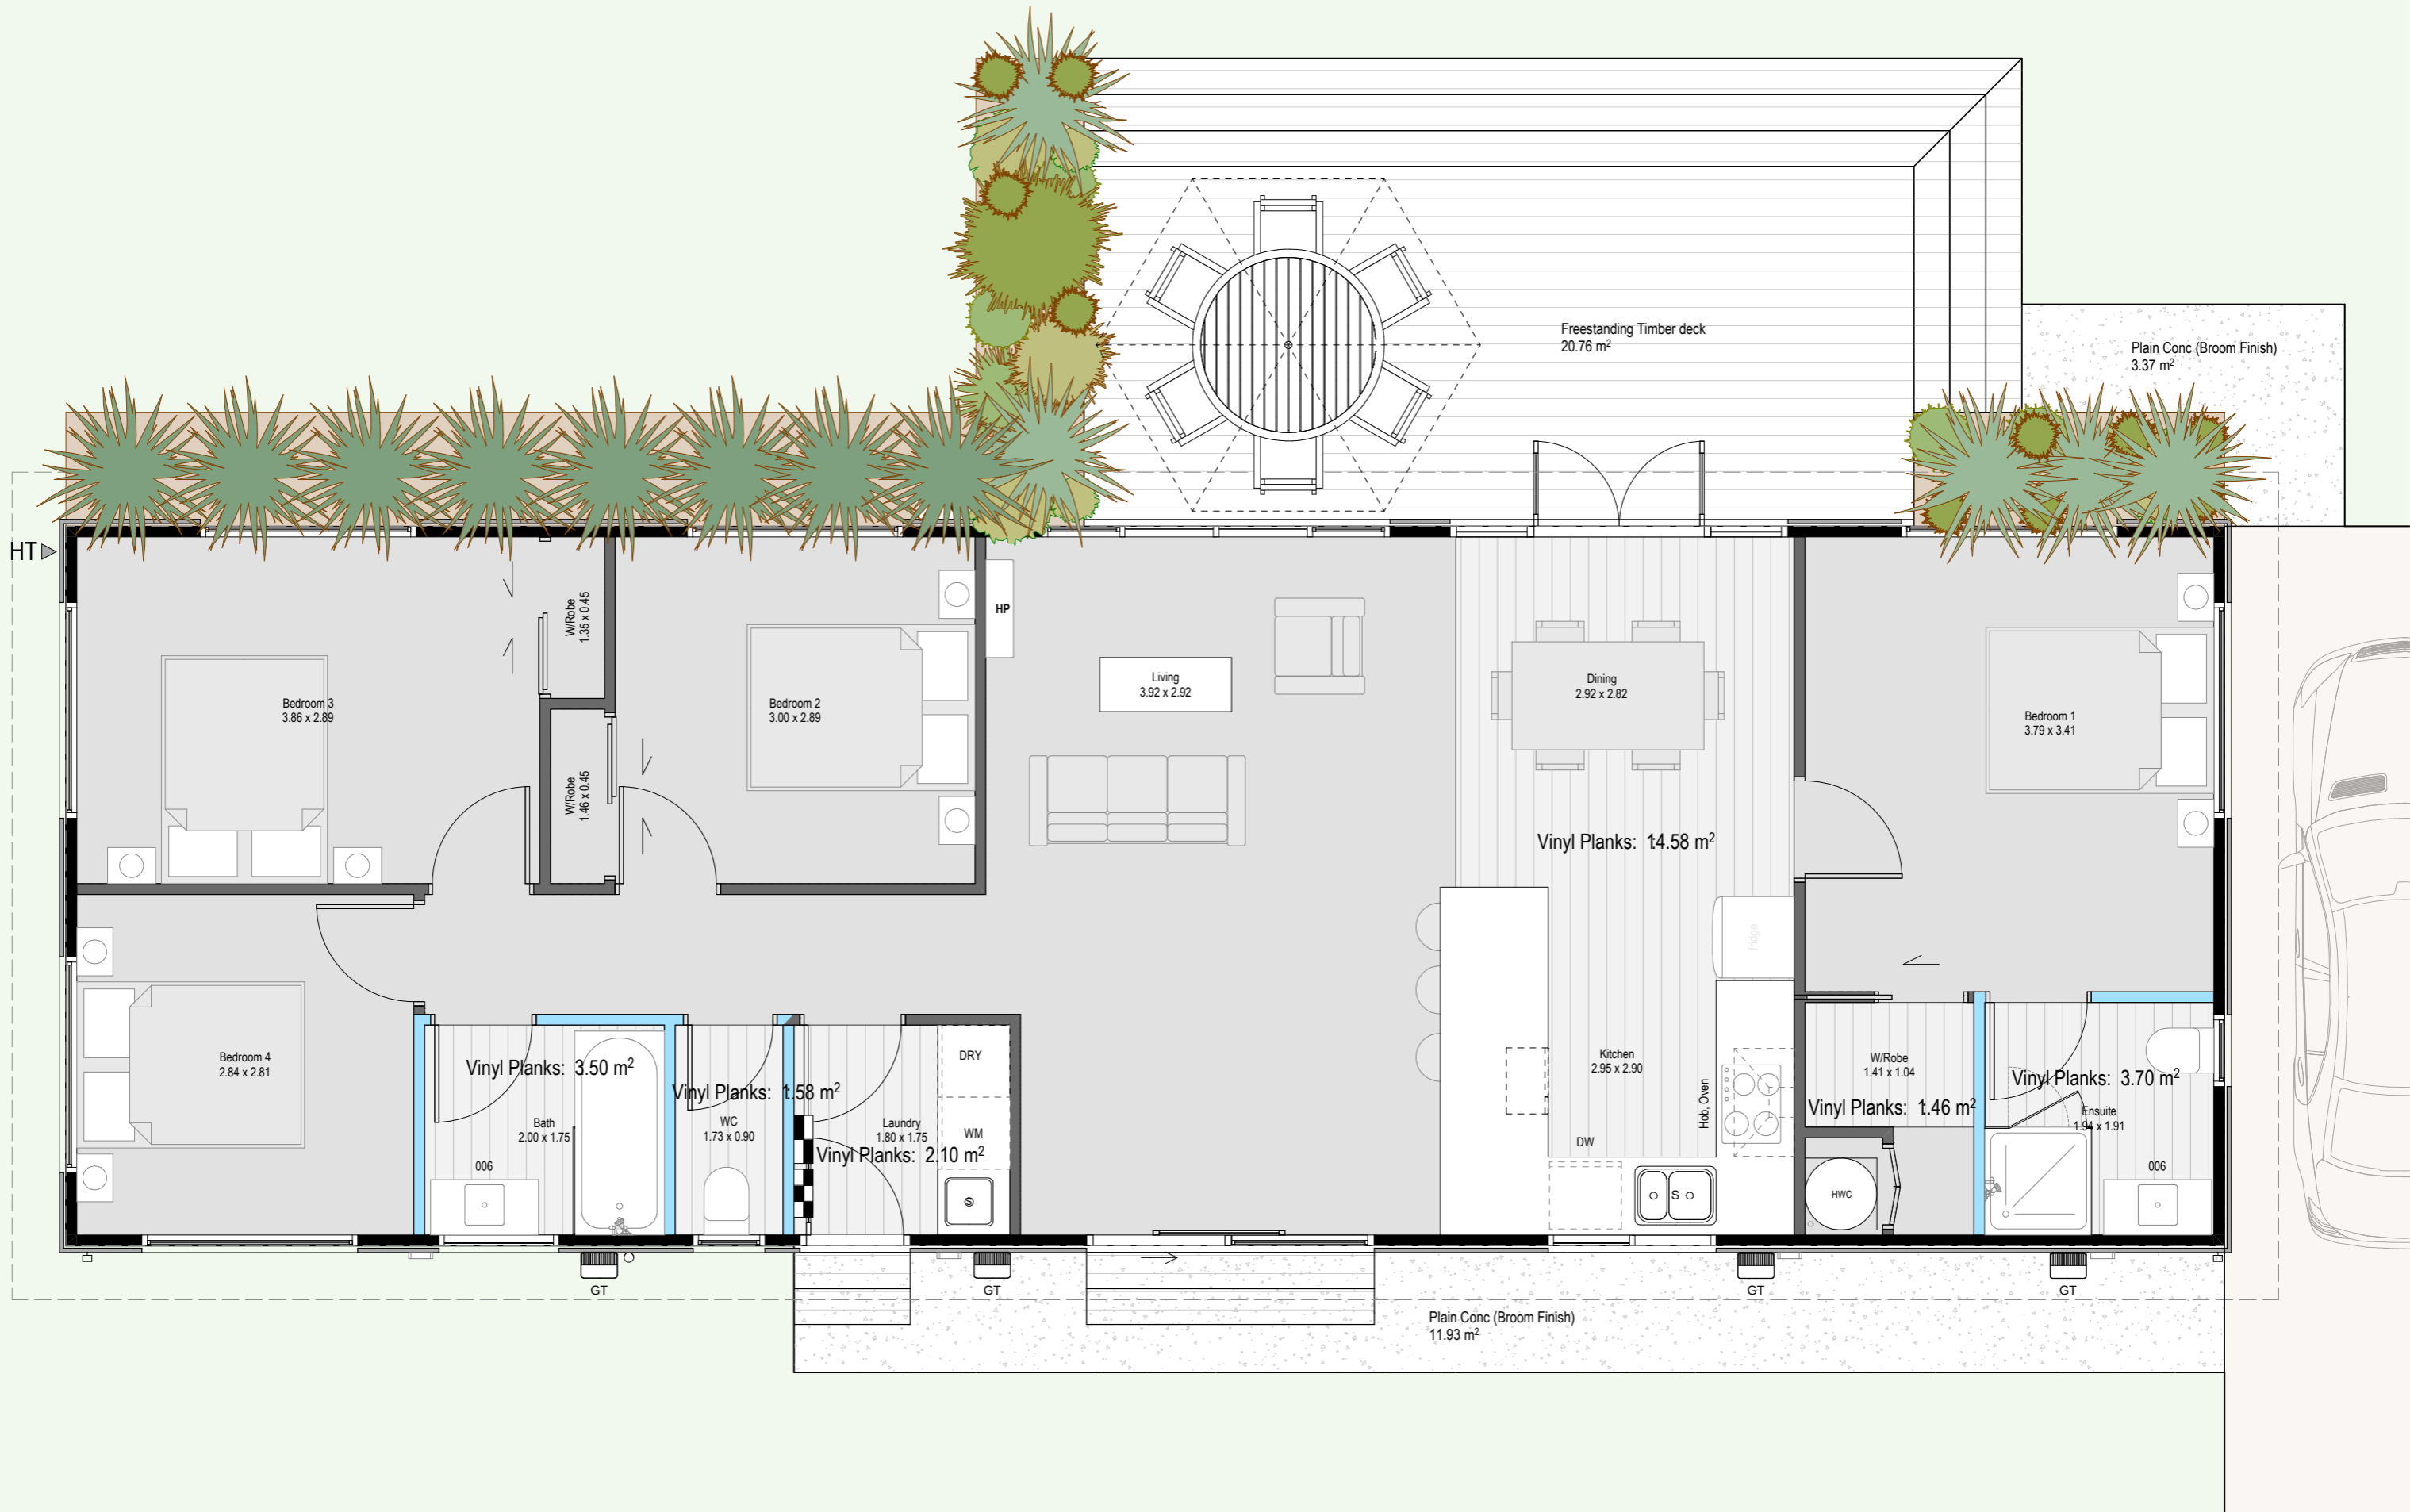 Freestanding Timber deck
20.76 m²
Plain Conc (Broom Finish)
3.37 m²
HT
W/Robe
1.35 x 0.45
HP
Bedroom 3
3.86 x 2.89
Bedroom 2
3.00 x 2.89
Living
3.92 x 2.92
Dining
2.92 x 2.82
Bedroom 1
3.79 x 3.41
W/Robe
1.46 x 0.45
Vinyl Planks: 14.58 m²
fridge
Bedroom 4
2.84 x 2.81
Vinyl Planks: 3.50 m²
Bath
2.00 x 1.75
006
Vinyl Planks: 1.58 m²
WC
1.73 x 0.90
DRY
WM
Laundry
1.80 x 1.75
Vinyl Planks: 2.10 m²
S
Kitchen
2.95 x 2.90
Hob, Oven
DW
S
W/Robe
1.41 x 1.04
Vinyl Planks: 1.46 m²
HWC
Vinyl Planks: 3.70 m²
Ensuite
1.94 x 1.91
006
GT
GT
GT
GT
Plain Conc (Broom Finish)
11.93 m²